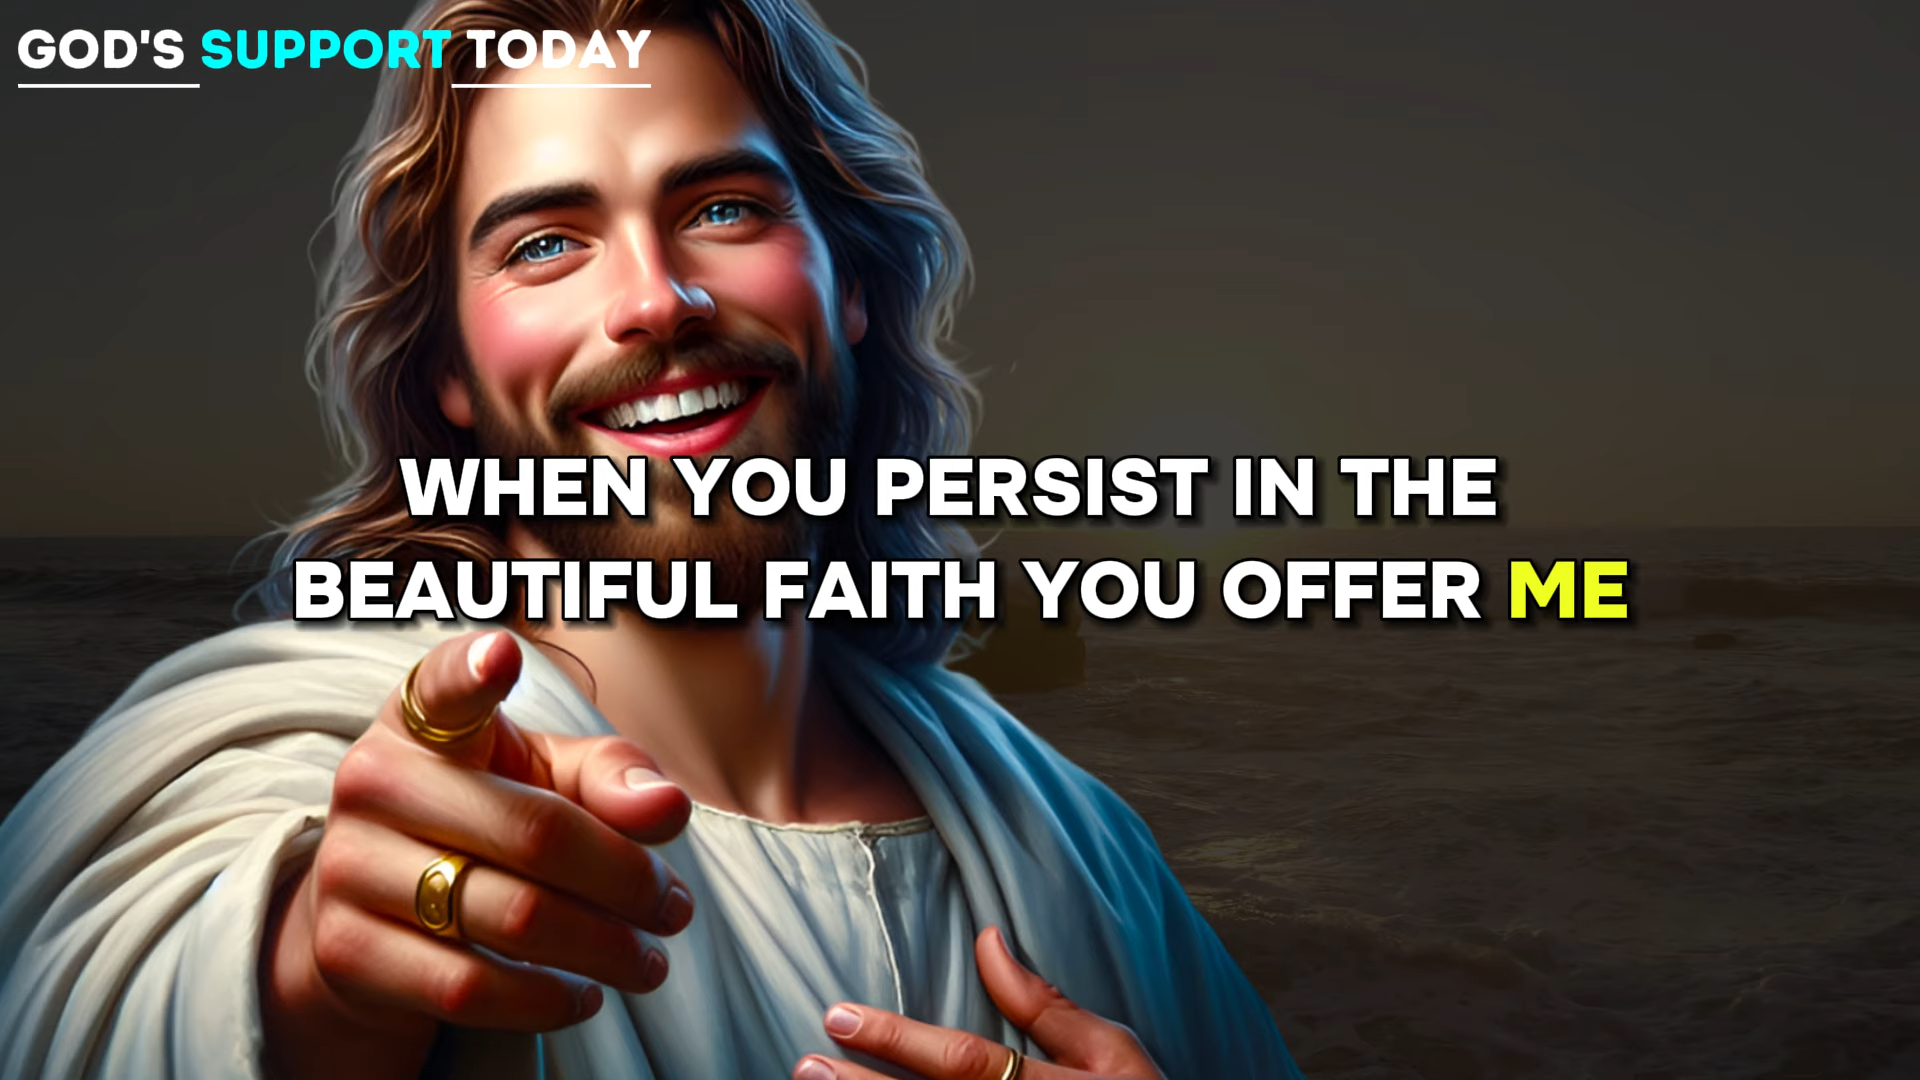 GOD'S SUPPORT TODAY
WHEN YOU PERSIST IN THE
BEAUTIFUL FAITH YOU OFFER ME